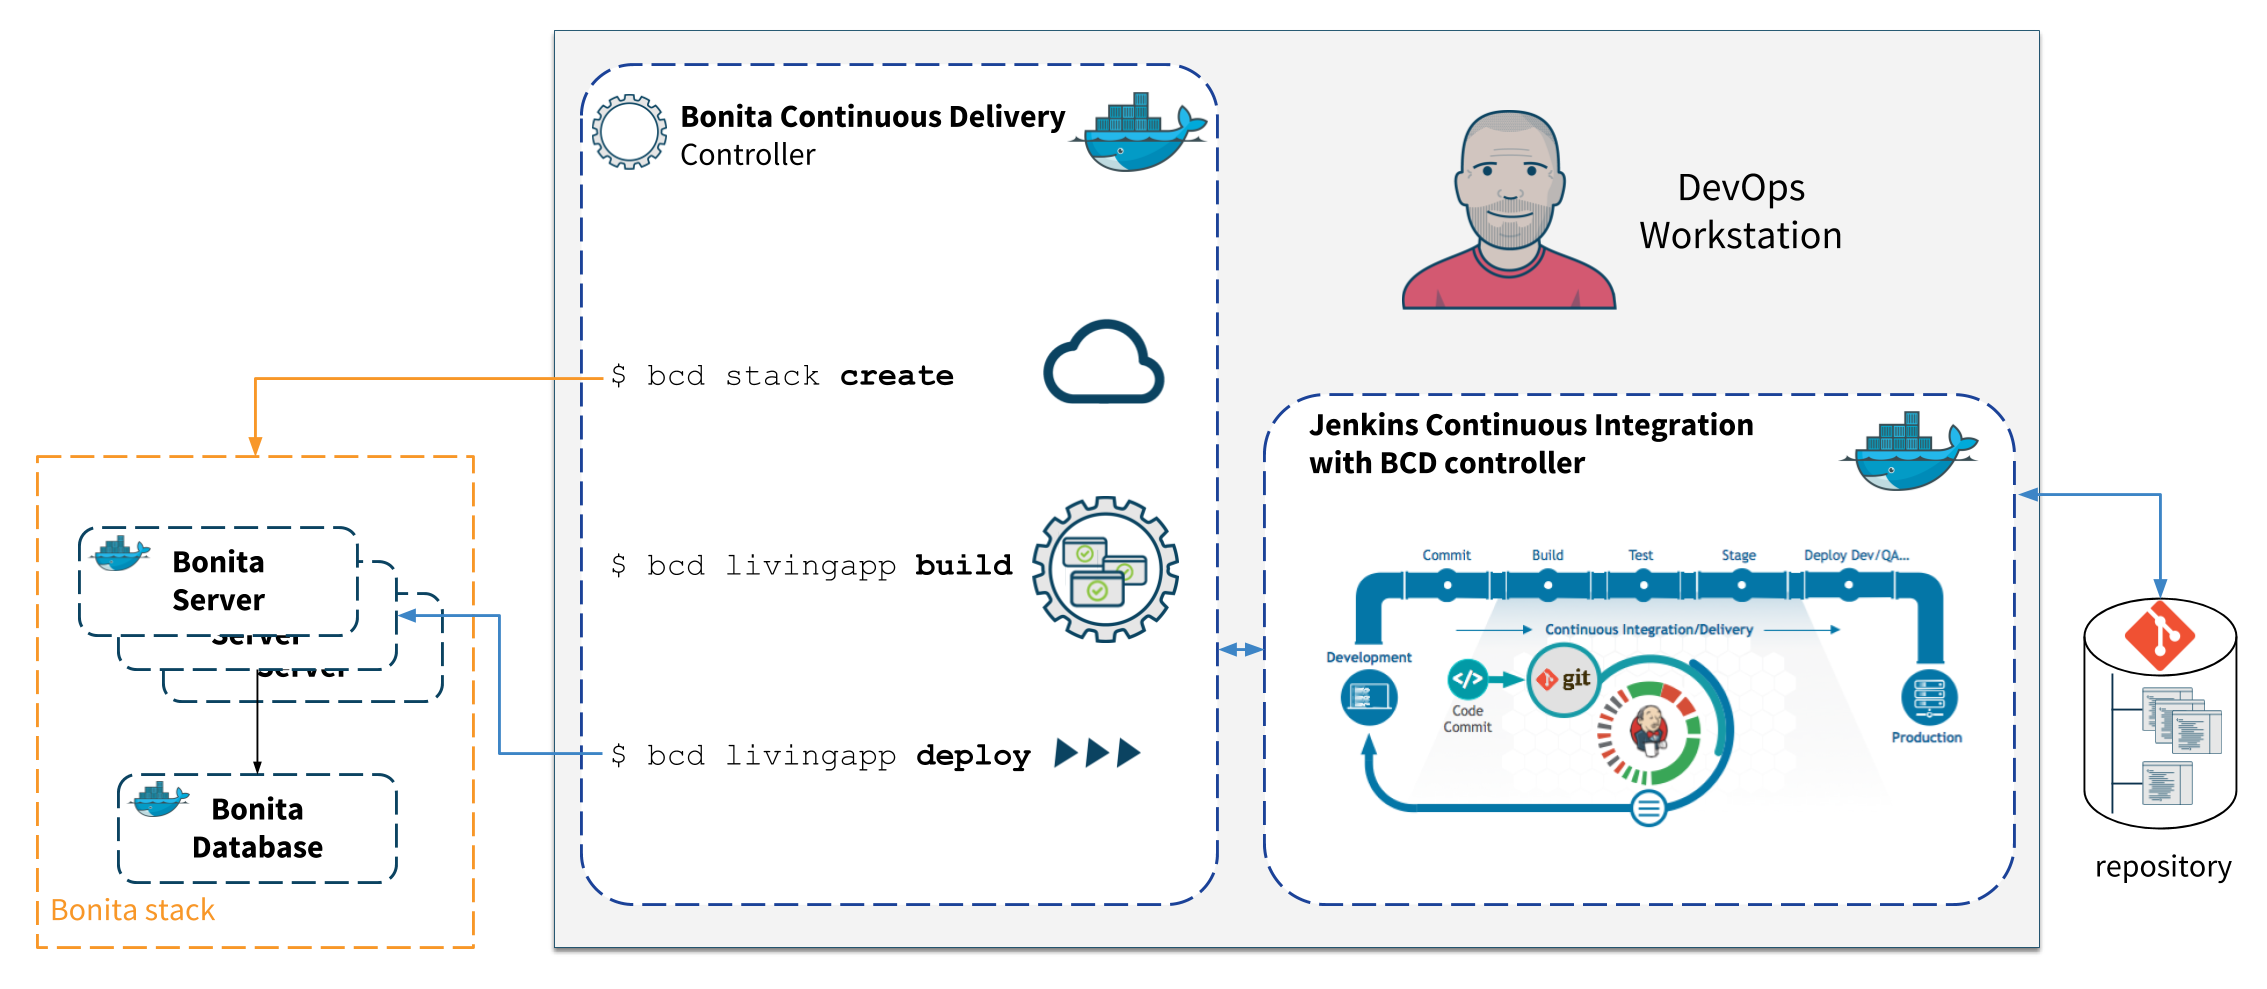 Bonita Continuous Delivery
Controller
DevOps
Workstation
$ bcd stack create
$ bcd livingapp build
$ bcd livingapp deploy
Jenkins Continuous Integration
with BCD controller
Commit
Build
Test
Stage
Deploy Dev/QA...
Continuous Integration/Delivery
Development
</>
git
Code
Commit
Production
Bonita
Server
Server
Server
Bonita
Database
Bonita stack
repository